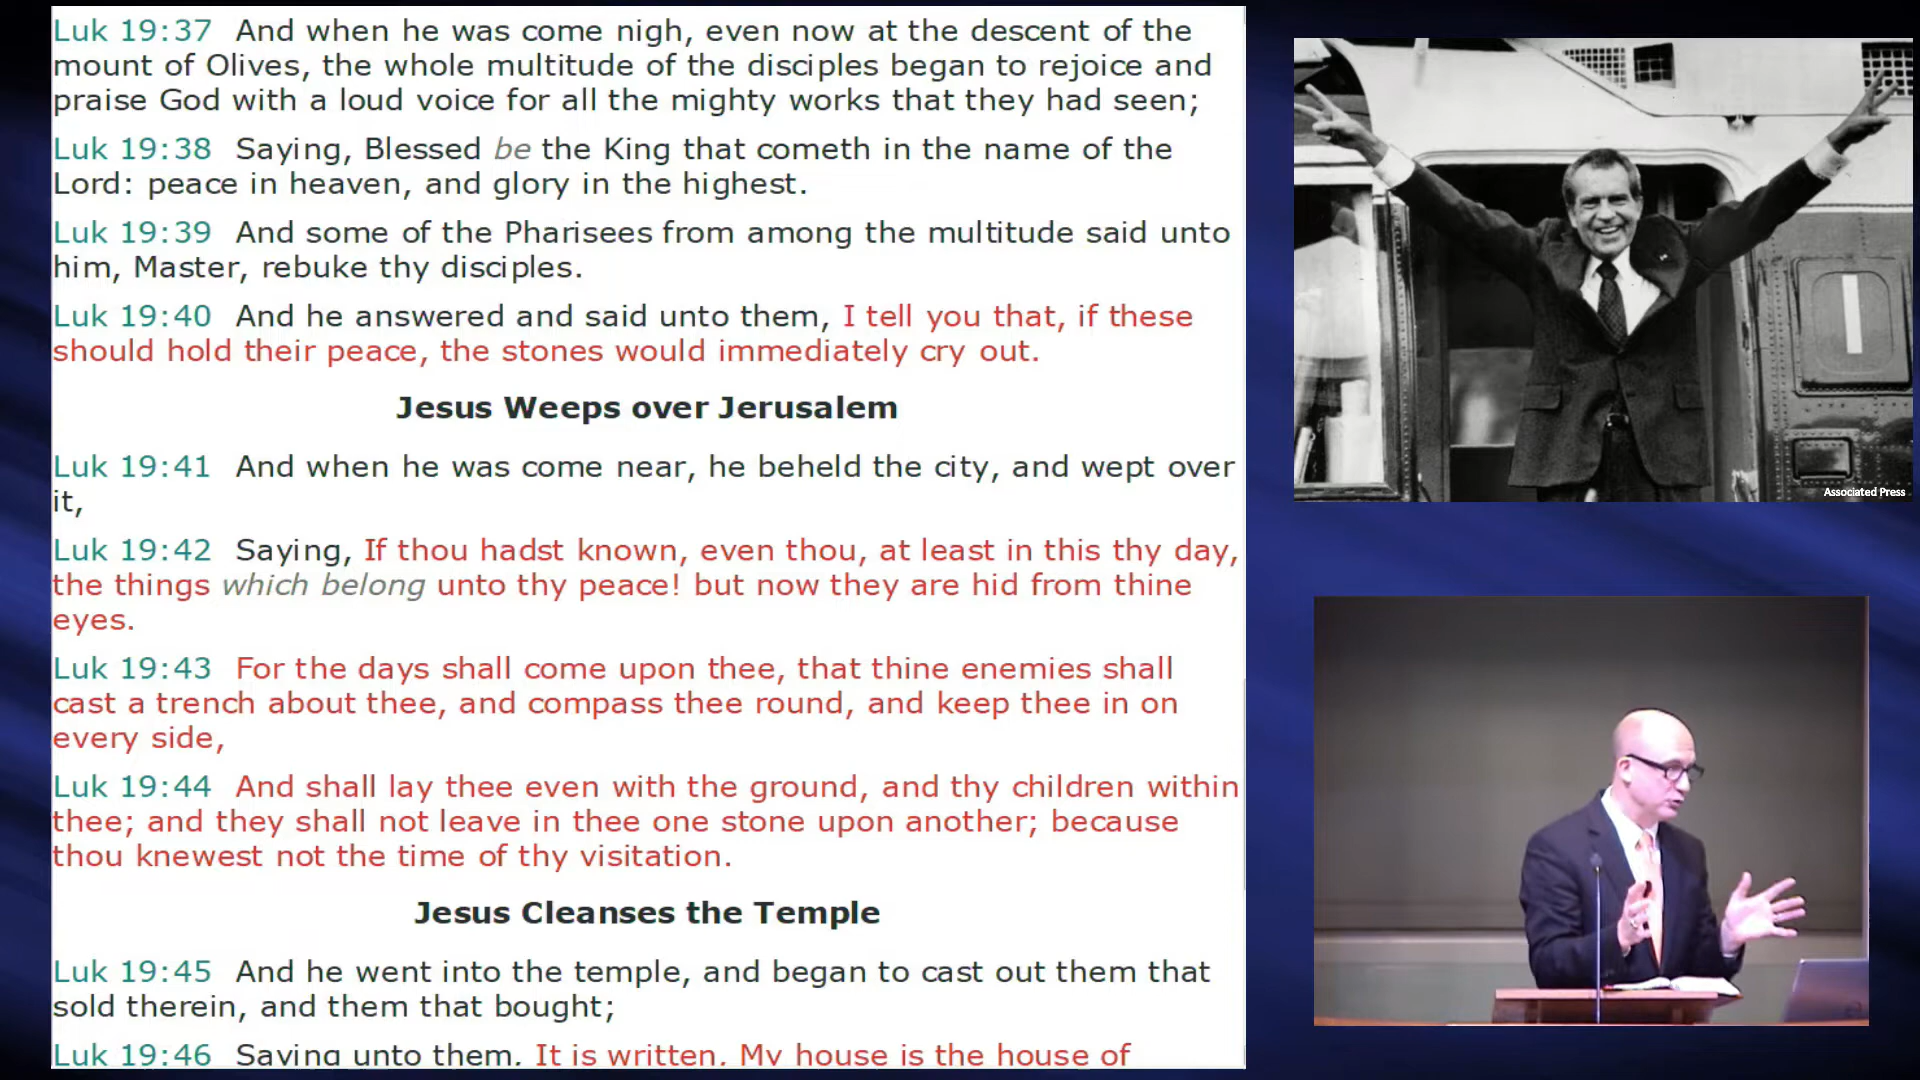 Luk 19:37 And when he was come nigh, even now at the descent of the
mount of Olives, the whole multitude of the disciples began to rejoice and
praise God with a loud voice for all the mighty works that they had seen;
Luk 19:38 Saying, Blessed be the King that cometh in the name of the
Lord: peace in heaven, and glory in the highest.
Luk 19:39 And some of the Pharisees from among the multitude said unto
him, Master, rebuke thy disciples.
Luk 19:40 And he answered and said unto them, I tell you that, if these
should hold their peace, the stones would immediately cry out.
Jesus Weeps over Jerusalem
Luk 19:41 And when he was come near, he beheld the city, and wept over
it,
Luk 19:42 Saying, If thou hadst known, even thou, at least in this thy day,
the things which belong unto thy peace! but now they are hid from thine
eyes.
Luk 19:43 For the days shall come upon thee, that thine enemies shall
cast a trench about thee, and compass thee round, and keep thee in on
every side,
Luk 19:44 And shall lay thee even with the ground, and thy children within
thee; and they shall not leave in thee one stone upon another; because
thou knewest not the time of thy visitation.
Jesus Cleanses the Temple
Luk 19:45 And he went into the temple, and began to cast out them that
sold therein, and them that bought;
Luk 19:46 Saying unto them, It is written, My house is the house of
Associated Press